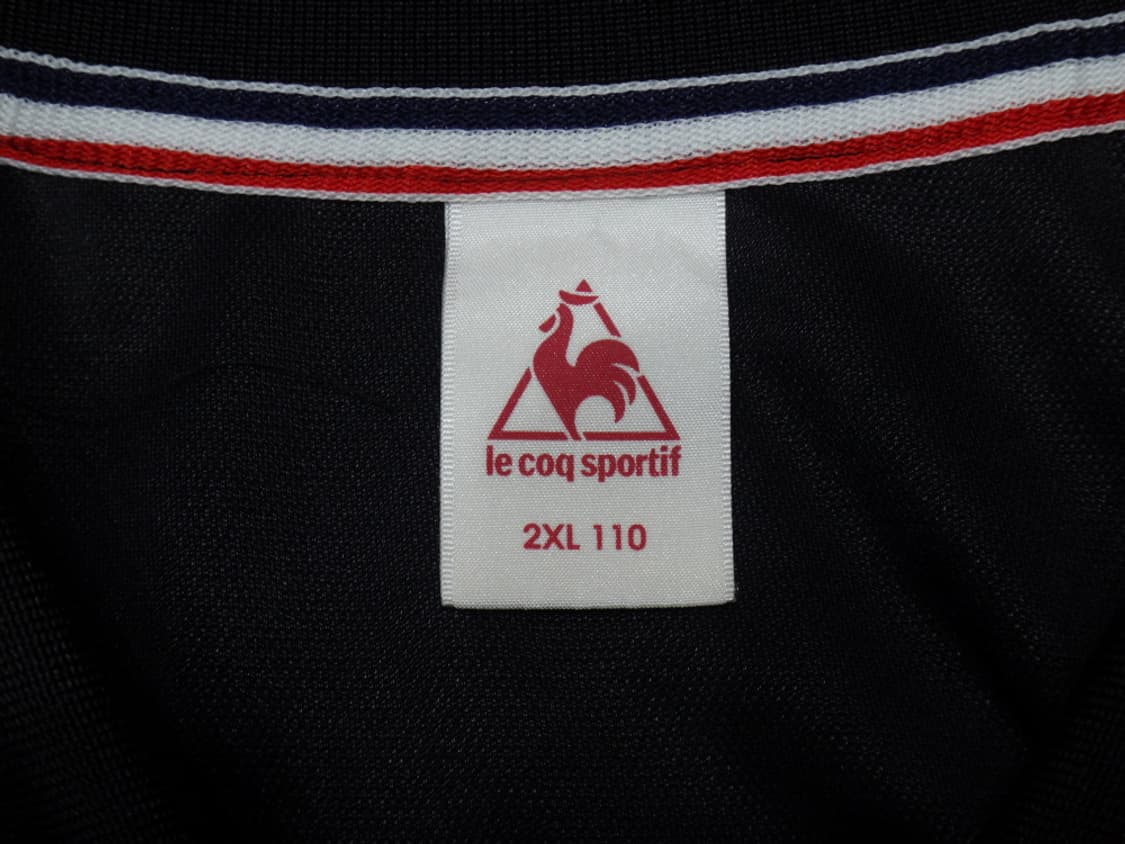 le coq sportif
2XL 110